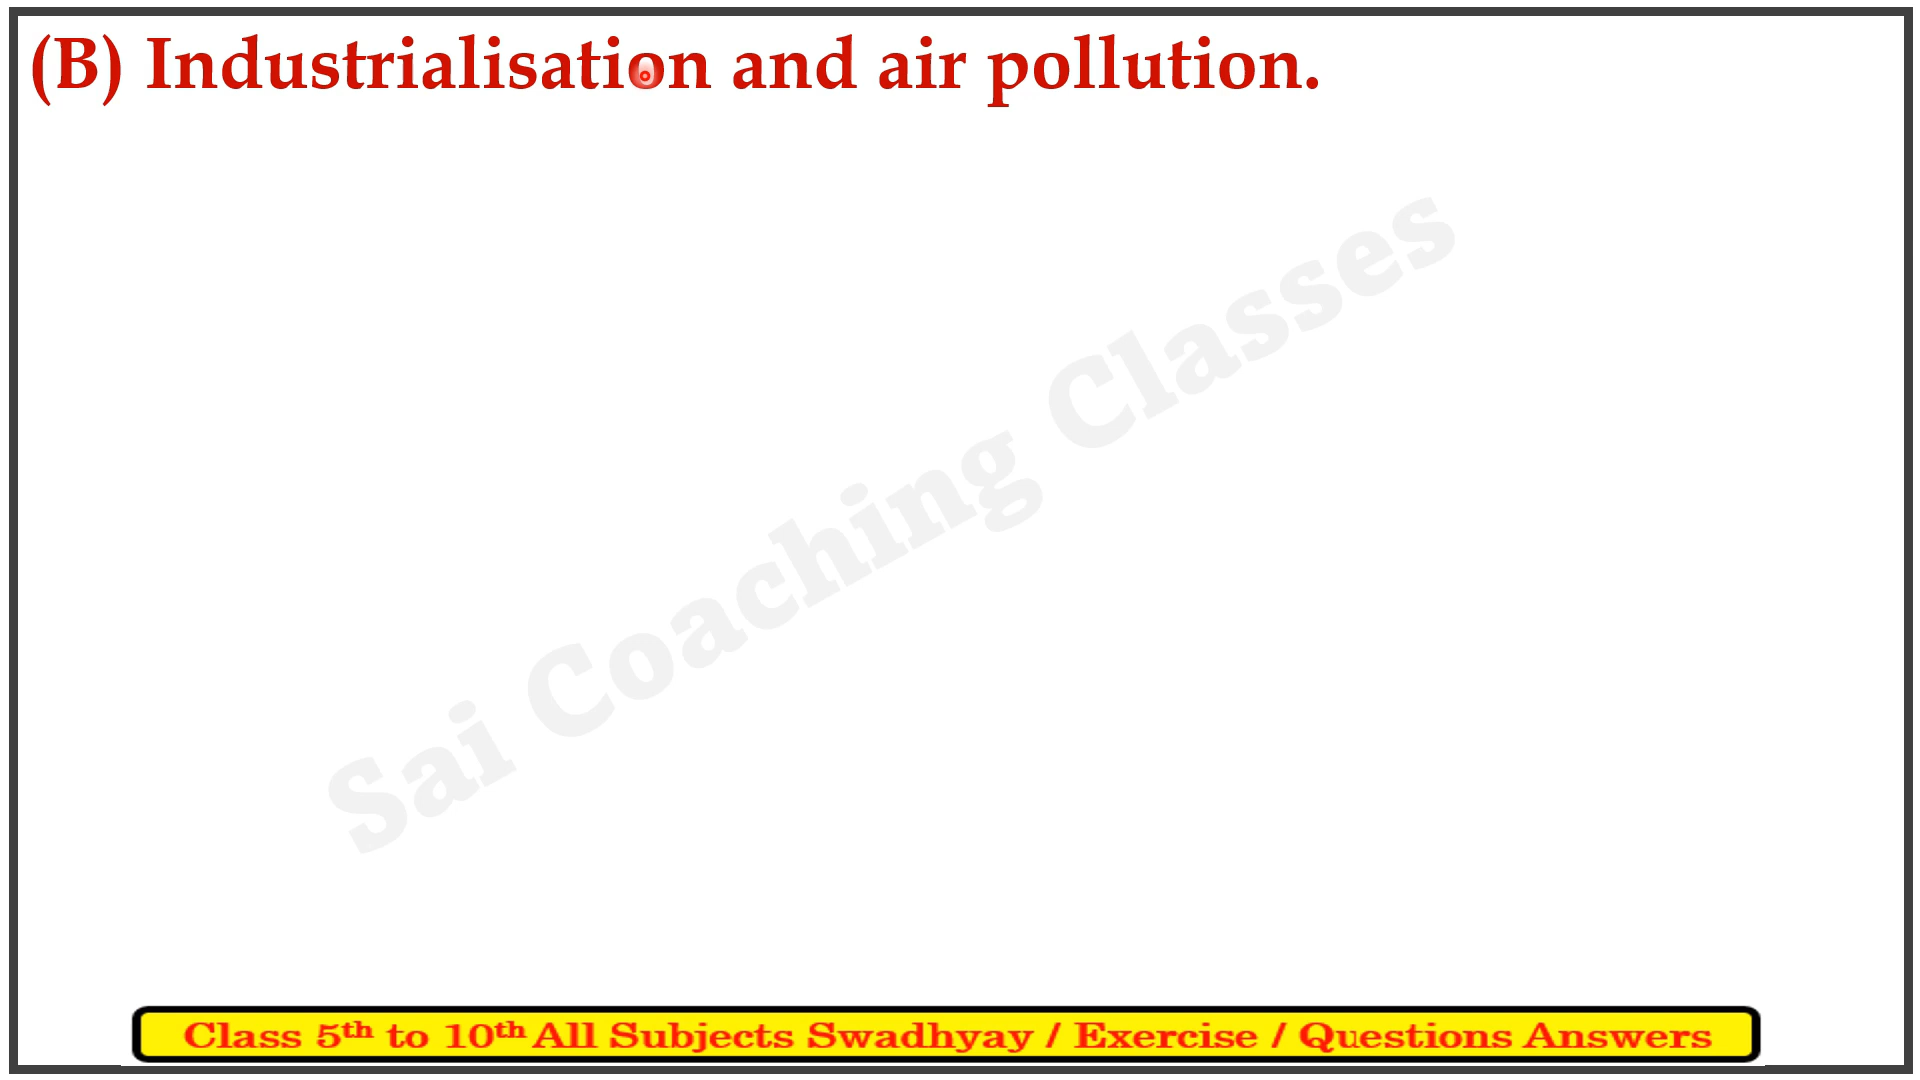 (B) Industrialisation and air pollution.
Sai Coaching Classes
Class 5th to 10th All Subjects Swadhyay / Exercise / Questions Answers